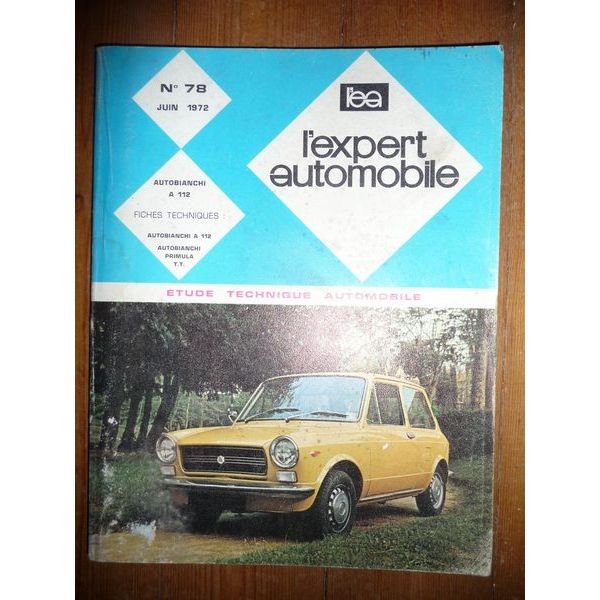 N° 78
JUIN 1972
l'ea
l'expert
automobile
AUTOBIANCHI
A 112
FICHES TECHNIQUES :
AUTOBIANCHI A 112
AUTOBIANCHI
PRIMULA
T.T.
ETUDE TECHNIQUE AUTOMOBILE